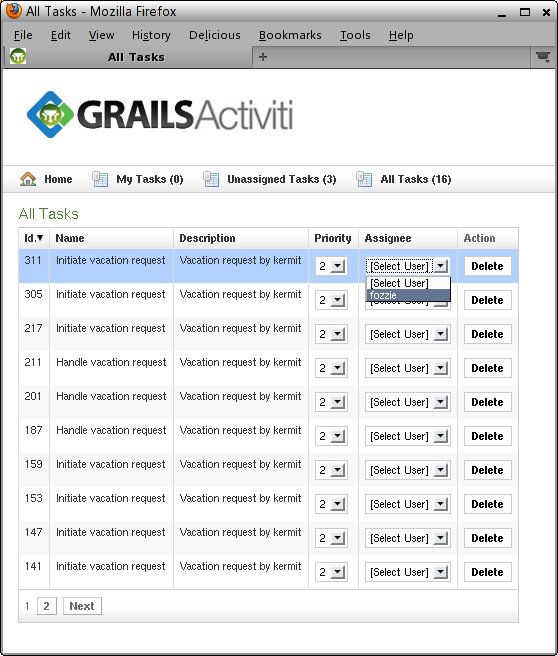 All Tasks - Mozilla Firefox
File Edit View History Delicious Bookmarks Tools Help
All Tasks +
GRAILSActiviti
Home My Tasks (0) Unassigned Tasks (3) All Tasks (16)
All Tasks
Id.▼ Name Description Priority Assignee Action
311 Initiate vacation request Vacation request by kermit 2 [Select User] Delete
[Select User]
fozzie
305 Initiate vacation request Vacation request by kermit 2 Delete
217 Initiate vacation request Vacation request by kermit 2 [Select User] Delete
211 Handle vacation request Vacation request by kermit 2 [Select User] Delete
201 Handle vacation request Vacation request by kermit 2 [Select User] Delete
187 Handle vacation request Vacation request by kermit 2 [Select User] Delete
159 Initiate vacation request Vacation request by kermit 2 [Select User] Delete
153 Initiate vacation request Vacation request by kermit 2 [Select User] Delete
147 Initiate vacation request Vacation request by kermit 2 [Select User] Delete
141 Initiate vacation request Vacation request by kermit 2 [Select User] Delete
1 2 Next